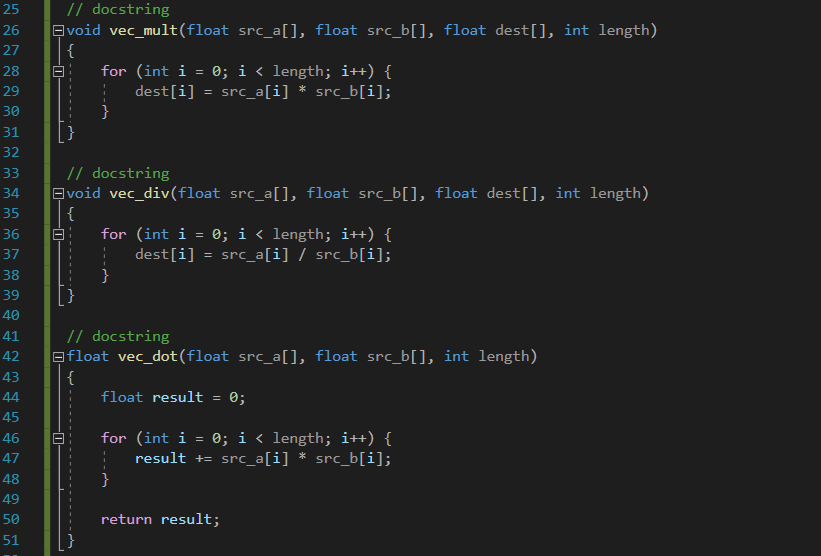 25 // docstring
26 void vec_mult(float src_a[], float src_b[], float dest[], int length)
27 {
28     for (int i = 0; i < length; i++) {
29         dest[i] = src_a[i] * src_b[i];
30     }
31 }
32
33 // docstring
34 void vec_div(float src_a[], float src_b[], float dest[], int length)
35 {
36     for (int i = 0; i < length; i++) {
37         dest[i] = src_a[i] / src_b[i];
38     }
39 }
40
41 // docstring
42 float vec_dot(float src_a[], float src_b[], int length)
43 {
44     float result = 0;
45
46     for (int i = 0; i < length; i++) {
47         result += src_a[i] * src_b[i];
48     }
49
50     return result;
51 }